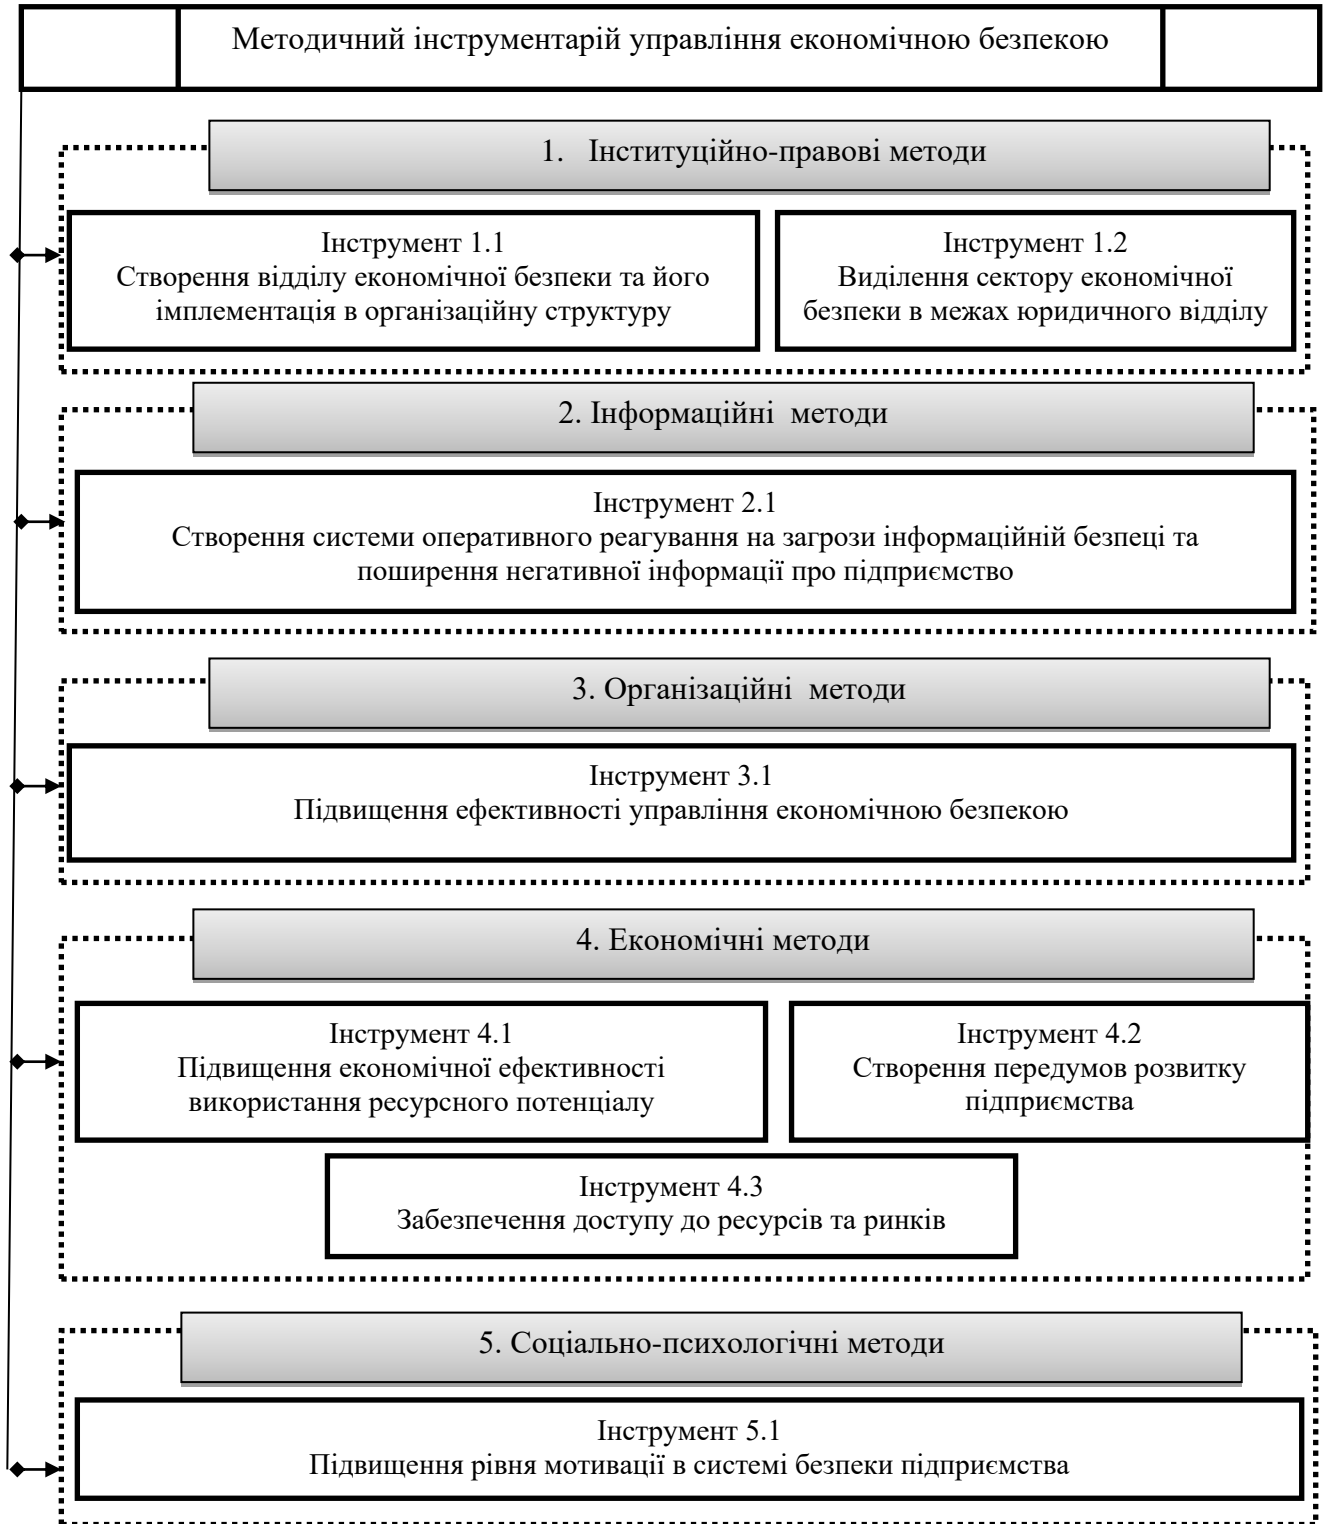 Методичний інструментарій управління економічною безпекою
1. Інституційно-правові методи
Інструмент 1.1
Створення відділу економічної безпеки та його
імплементація в організаційну структуру
Інструмент 1.2
Виділення сектору економічної
безпеки в межах юридичного відділу
2. Інформаційні методи
Інструмент 2.1
Створення системи оперативного реагування на загрози інформаційній безпеці та
поширення негативної інформації про підприємство
3. Організаційні методи
Інструмент 3.1
Підвищення ефективності управління економічною безпекою
4. Економічні методи
Інструмент 4.1
Підвищення економічної ефективності
використання ресурсного потенціалу
Інструмент 4.2
Створення передумов розвитку
підприємства
Інструмент 4.3
Забезпечення доступу до ресурсів та ринків
5. Соціально-психологічні методи
Інструмент 5.1
Підвищення рівня мотивації в системі безпеки підприємства